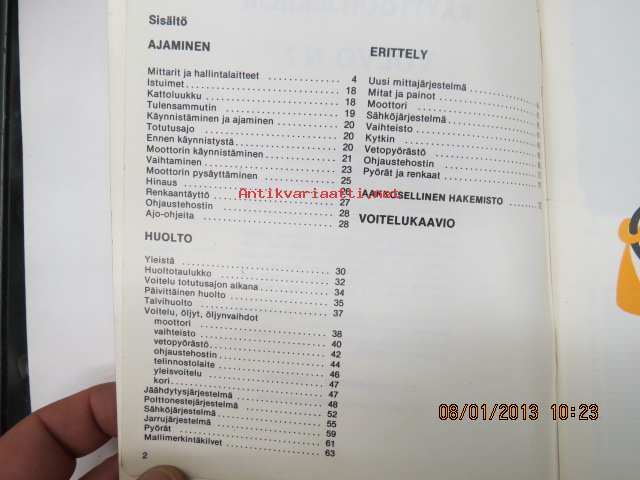 Sisältö
AJAMINEN
Mittarit ja hallintalaitteet 4
Istuimet 18
Kattoluukku 18
Tulensammutin 19
Käynnistäminen ja ajaminen 20
Totutusajo 20
Ennen käynnistystä 20
Moottorin käynnistäminen 21
Vaihtaminen 23
Moottorin pysäyttäminen 25
Hinaus 26
Renkaantäyttö 27
Ohjaustehostin 28
Ajo-ohjeita 28
HUOLTO
Yleistä 30
Huoltotaulukko 32
Voitelu totutusajon aikana 34
Päivittäinen huolto 35
Talvihuolto 37
Voitelu, öljyt, öljynvaihdot
moottori 38
vaihteisto 40
vetopyörästö 42
ohjaustehostin 44
telinnostolaite 46
yleisvoitelu 47
kori 47
Jäähdytysjärjestelmä 48
Polttonestejärjestelmä 52
Sähköjärjestelmä 55
Jarrujärjestelmä 59
Pyörät 61
Mallimerkintäkilvet 63
2
ERITTELY
Uusi mittajärjestelmä
Mitat ja painot
Moottori
Sähköjärjestelmä
Vaihteisto
Kytkin
Vetopyörästö
Ohjaustehostin
Pyörät ja renkaat
AAKKOSELLINEN HAKEMISTO
VOITELUKAAVIO
Antikvariaatti.net
08/01/2013 10:23